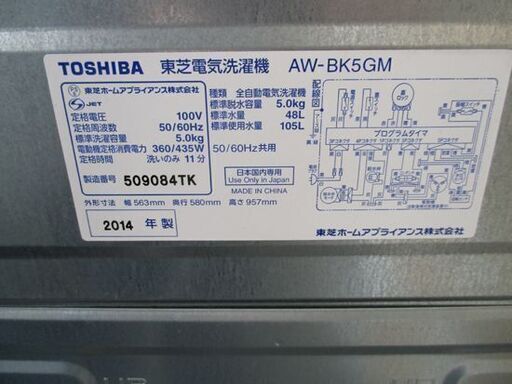 TOSHIBA 東芝電気洗濯機 AW-BK5GM
東芝ホームアプライアンス株式会社
JET
定格電圧 100V
定格周波数 50/60Hz
標準洗濯容量 5.0kg
電動機定格消費電力 360/435W
定格時間 洗いのみ 11分
製造番号 509084TK
外形寸法 幅 563mm 奥行 580mm 高さ 957mm
2014 年製
種類 全自動電気洗濯機
標準脱水容量 5.0kg
標準水量 48L
標準使用水量 105L
50/60Hz共用
日本国内専用
Use Only in Japan
MADE IN CHINA
配線図
プログラムタイマ
東芝ホームアプライアンス株式会社